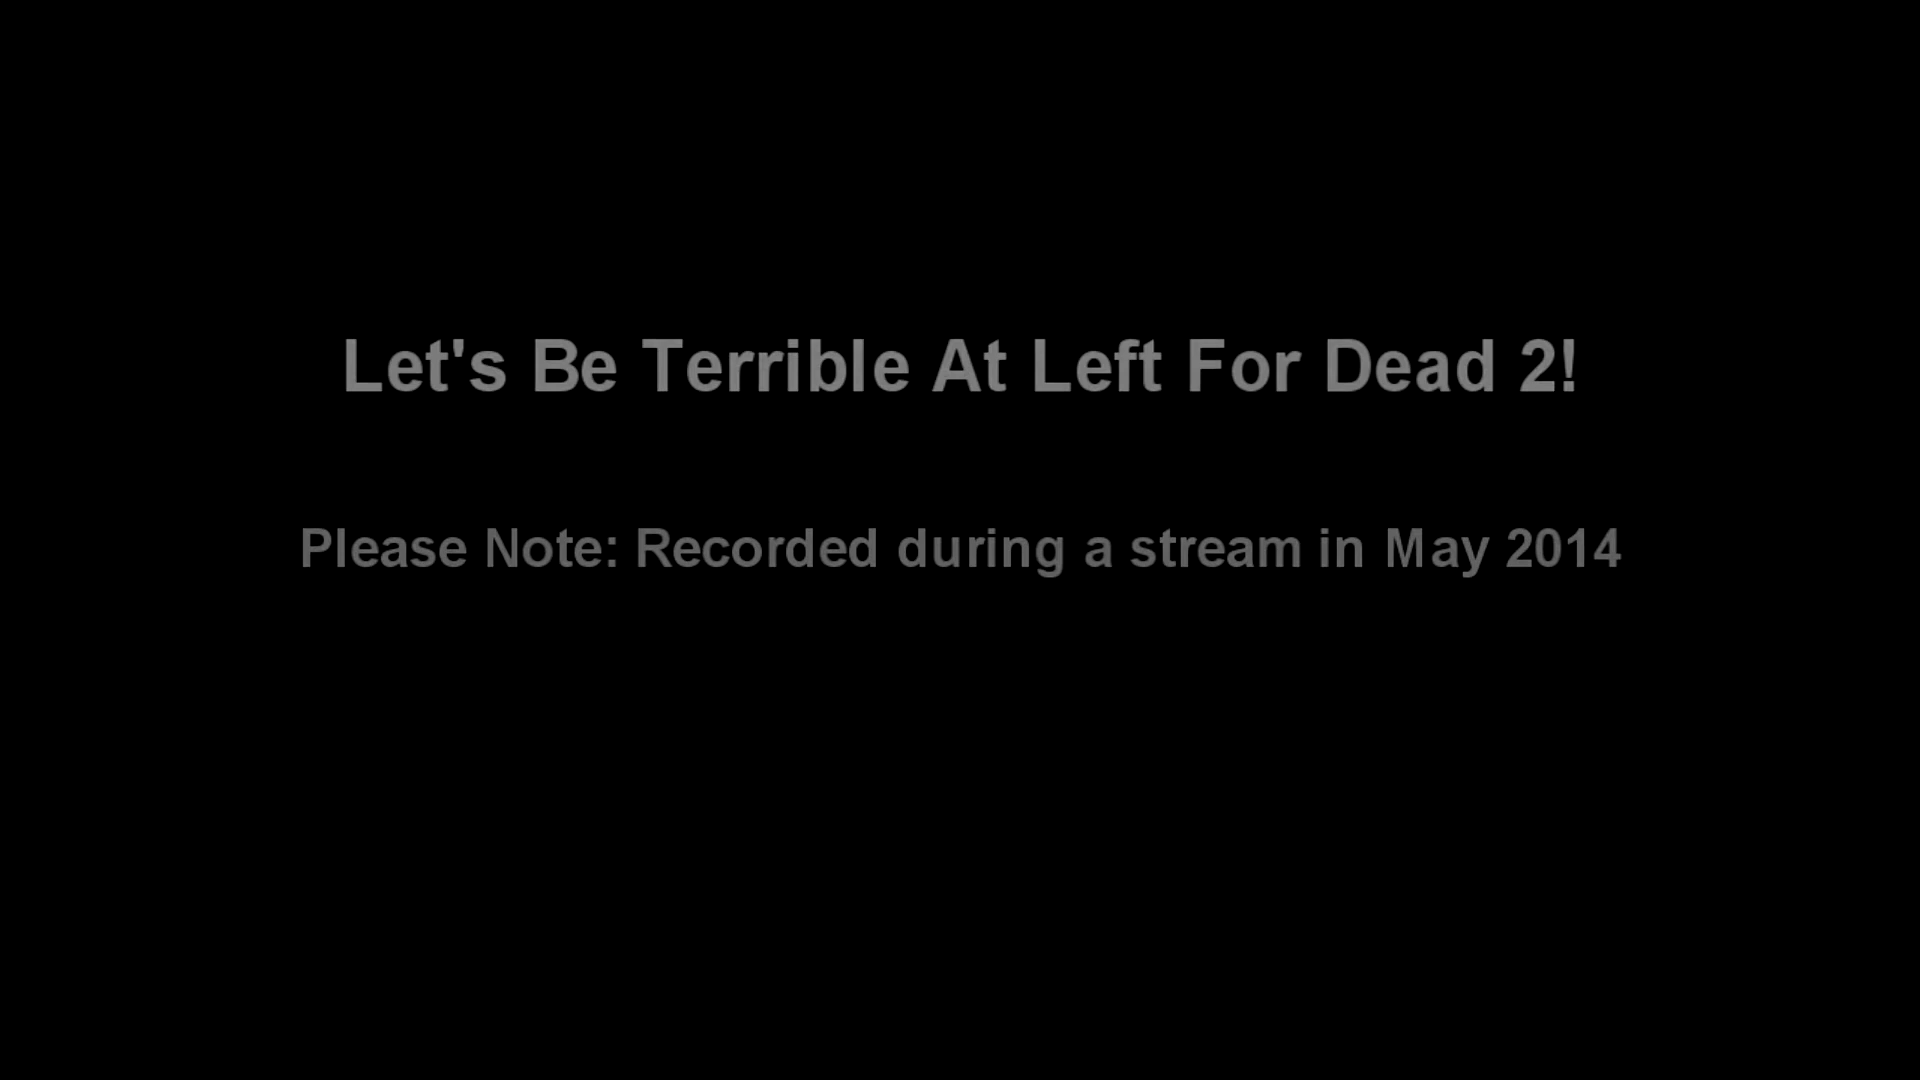 Let's Be Terrible At Left For Dead 2!
Please Note: Recorded during a stream in May 2014